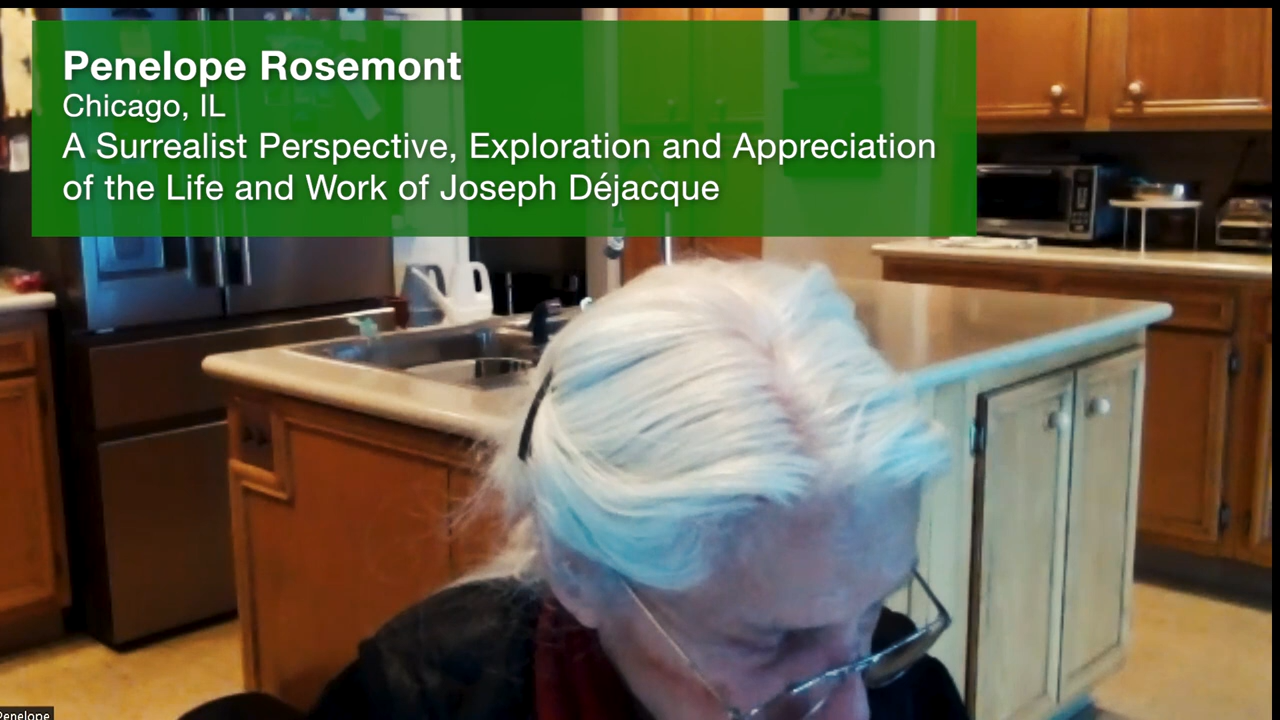 Penelope Rosemont
Chicago, IL
A Surrealist Perspective, Exploration and Appreciation
of the Life and Work of Joseph Déjacque
Penelope